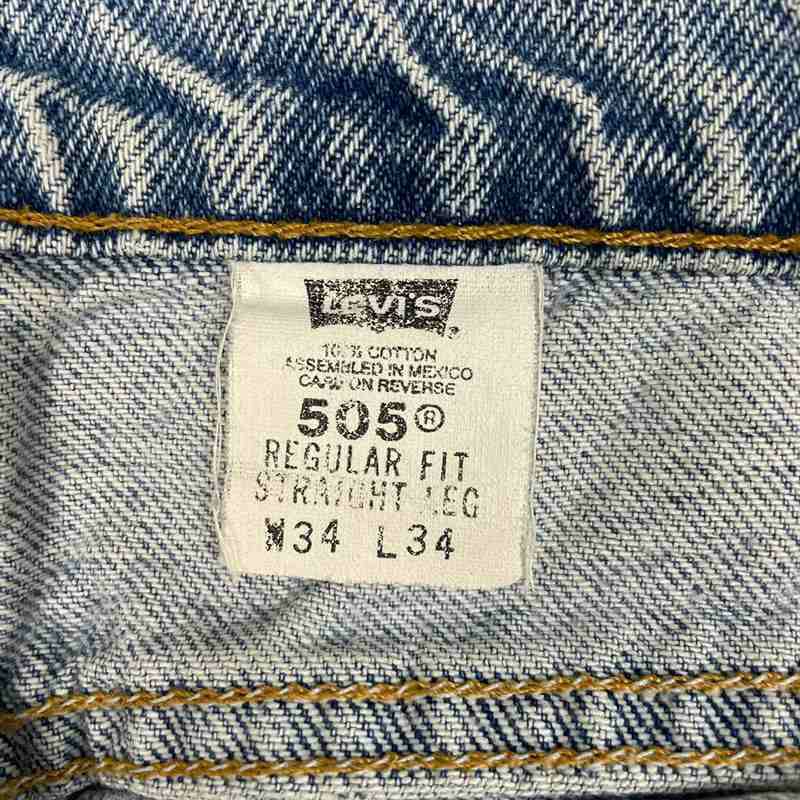 LEVI'S
100% COTTON
ASSEMBLED IN MEXICO
CARE ON REVERSE
505®
REGULAR FIT
STRAIGHT LEG
W34 L34